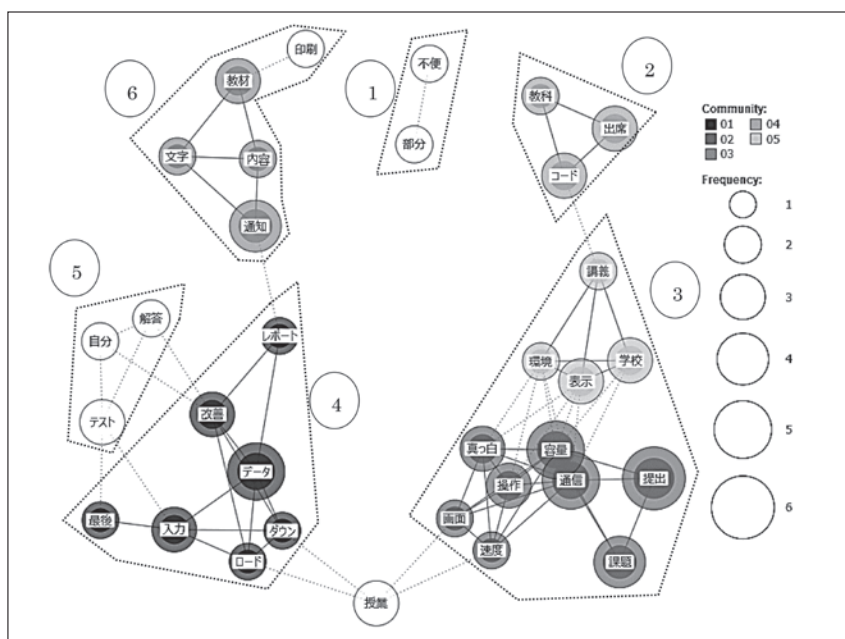 印刷
教材
6
文字
内容
通知
1
不便
部分
2
教科
出席
コード
Community:
01
02
03
04
05
Frequency:
1
2
3
4
5
6
5
解答
自分
テスト
4
レポート
改善
データ
最後
入力
ダウン
ロード
3
講義
環境
表示
学校
真っ白
容量
操作
通信
提出
画面
速度
課題
授業